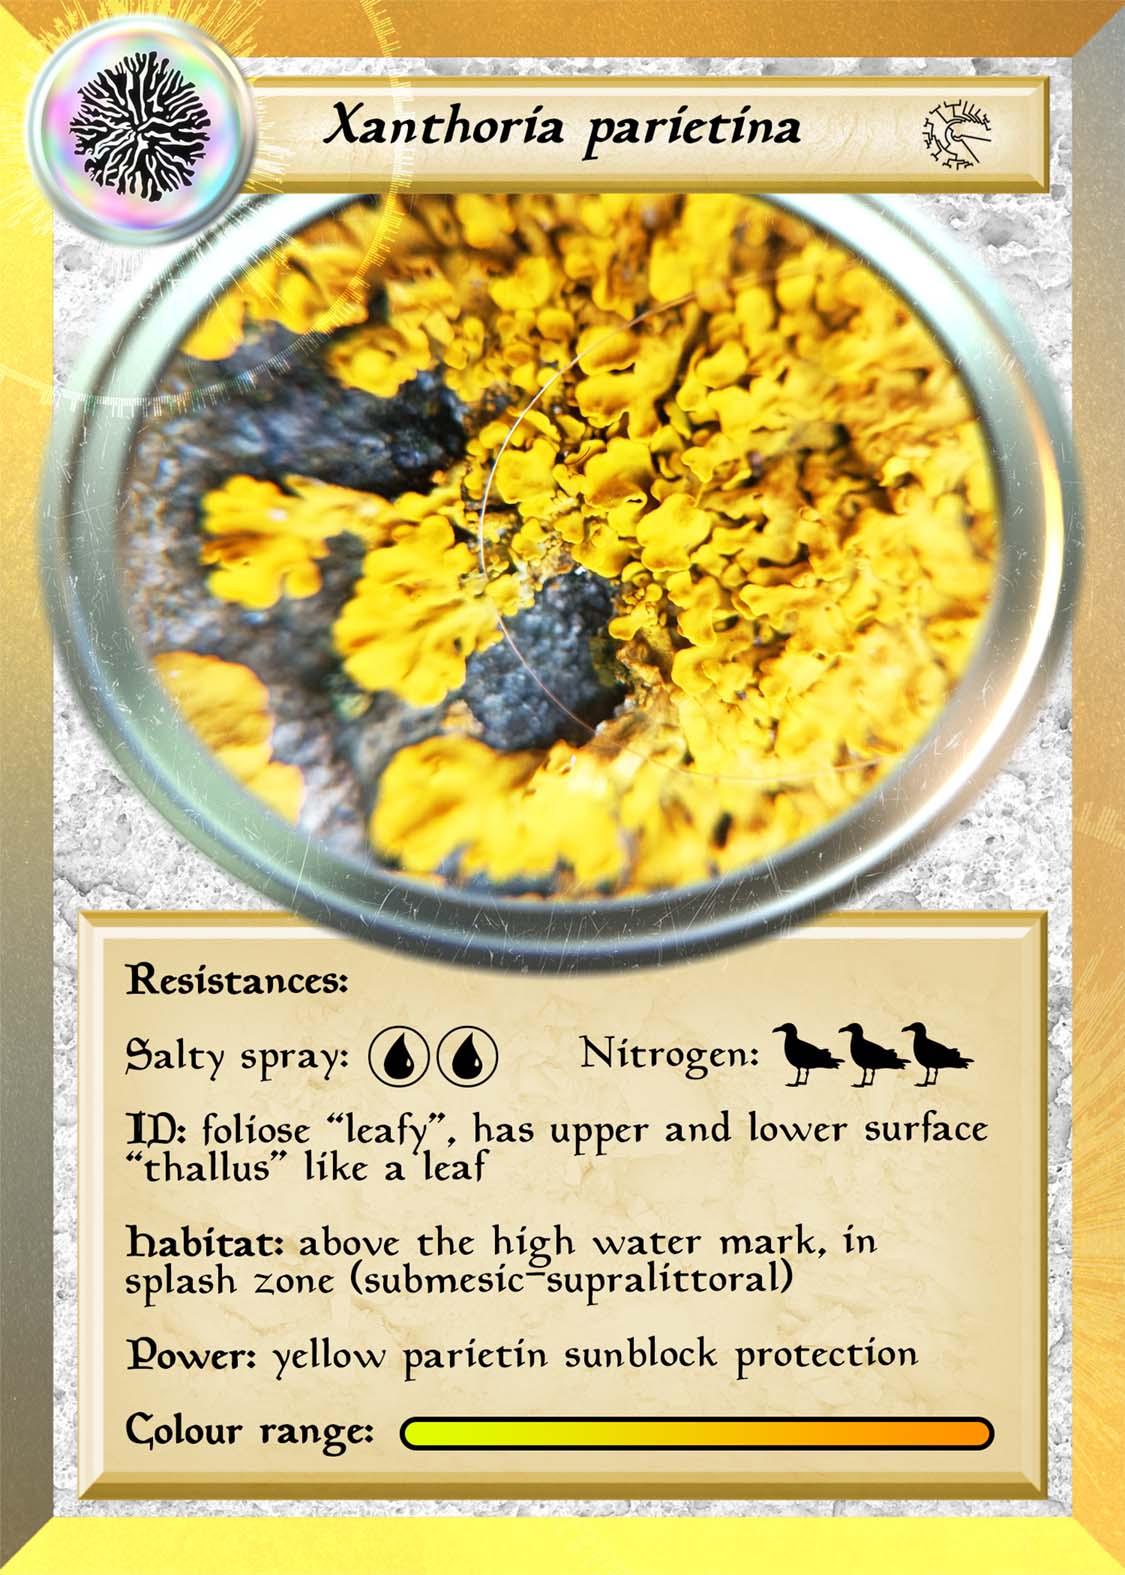 Xanthoria parietina
Resistances:
Salty spray: Nitrogen:
ID: foliose “leafy”, has upper and lower surface
“thallus” like a leaf
Habitat: above the high water mark, in
splash zone (submesic-supralittoral)
Power: yellow parietin sunblock protection
Colour range: